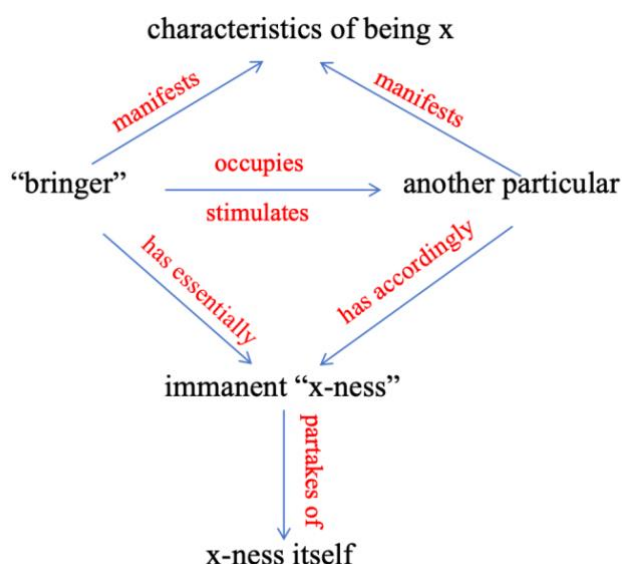 characteristics of being x
manifests
manifests
“bringer”
occupies
stimulates
another particular
has essentially
has accordingly
immanent “x-ness”
partakes of
x-ness itself